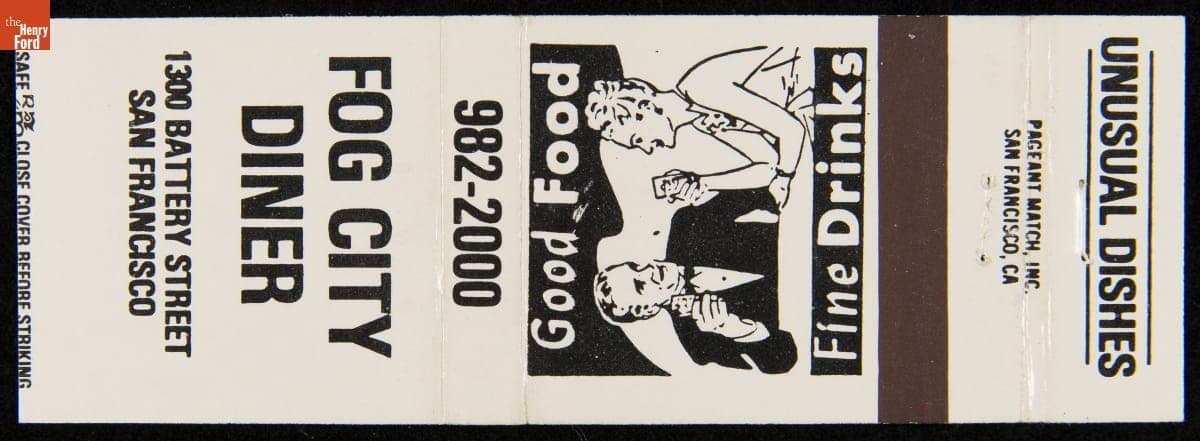 the
Henry
Ford
UNUSUAL DISHES
PAGEANT MATCH, INC.
SAN FRANCISCO, CA
Good Food
Fine Drinks
982-2000
FOG CITY
DINER
1300 BATTERY STREET
SAN FRANCISCO
CLOSE COVER BEFORE STRIKING